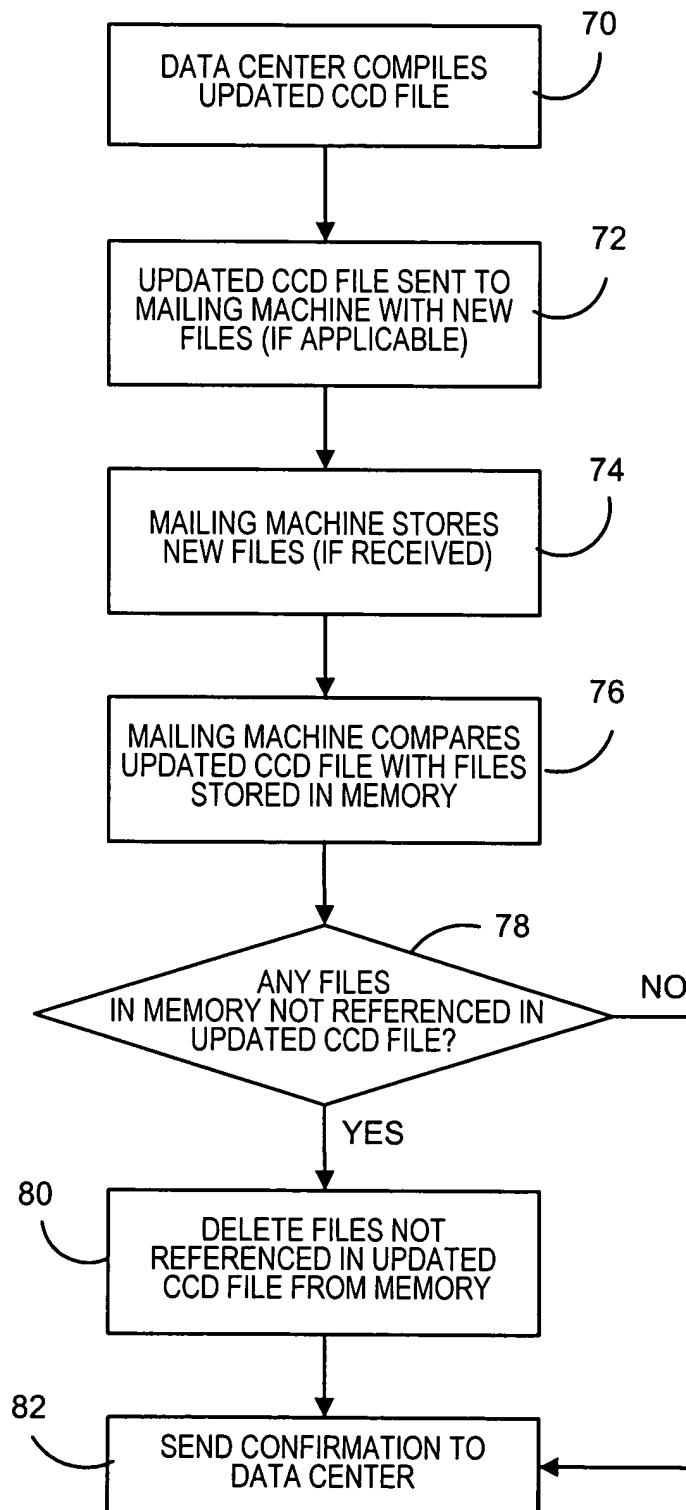 70
DATA CENTER COMPILES
UPDATED CCD FILE
72
UPDATED CCD FILE SENT TO
MAILING MACHINE WITH NEW
FILES (IF APPLICABLE)
74
MAILING MACHINE STORES
NEW FILES (IF RECEIVED)
76
MAILING MACHINE COMPARES
UPDATED CCD FILE WITH FILES
STORED IN MEMORY
78
ANY FILES
IN MEMORY NOT REFERENCED IN
UPDATED CCD FILE?
NO
YES
80
DELETE FILES NOT
REFERENCED IN UPDATED
CCD FILE FROM MEMORY
82
SEND CONFIRMATION TO
DATA CENTER